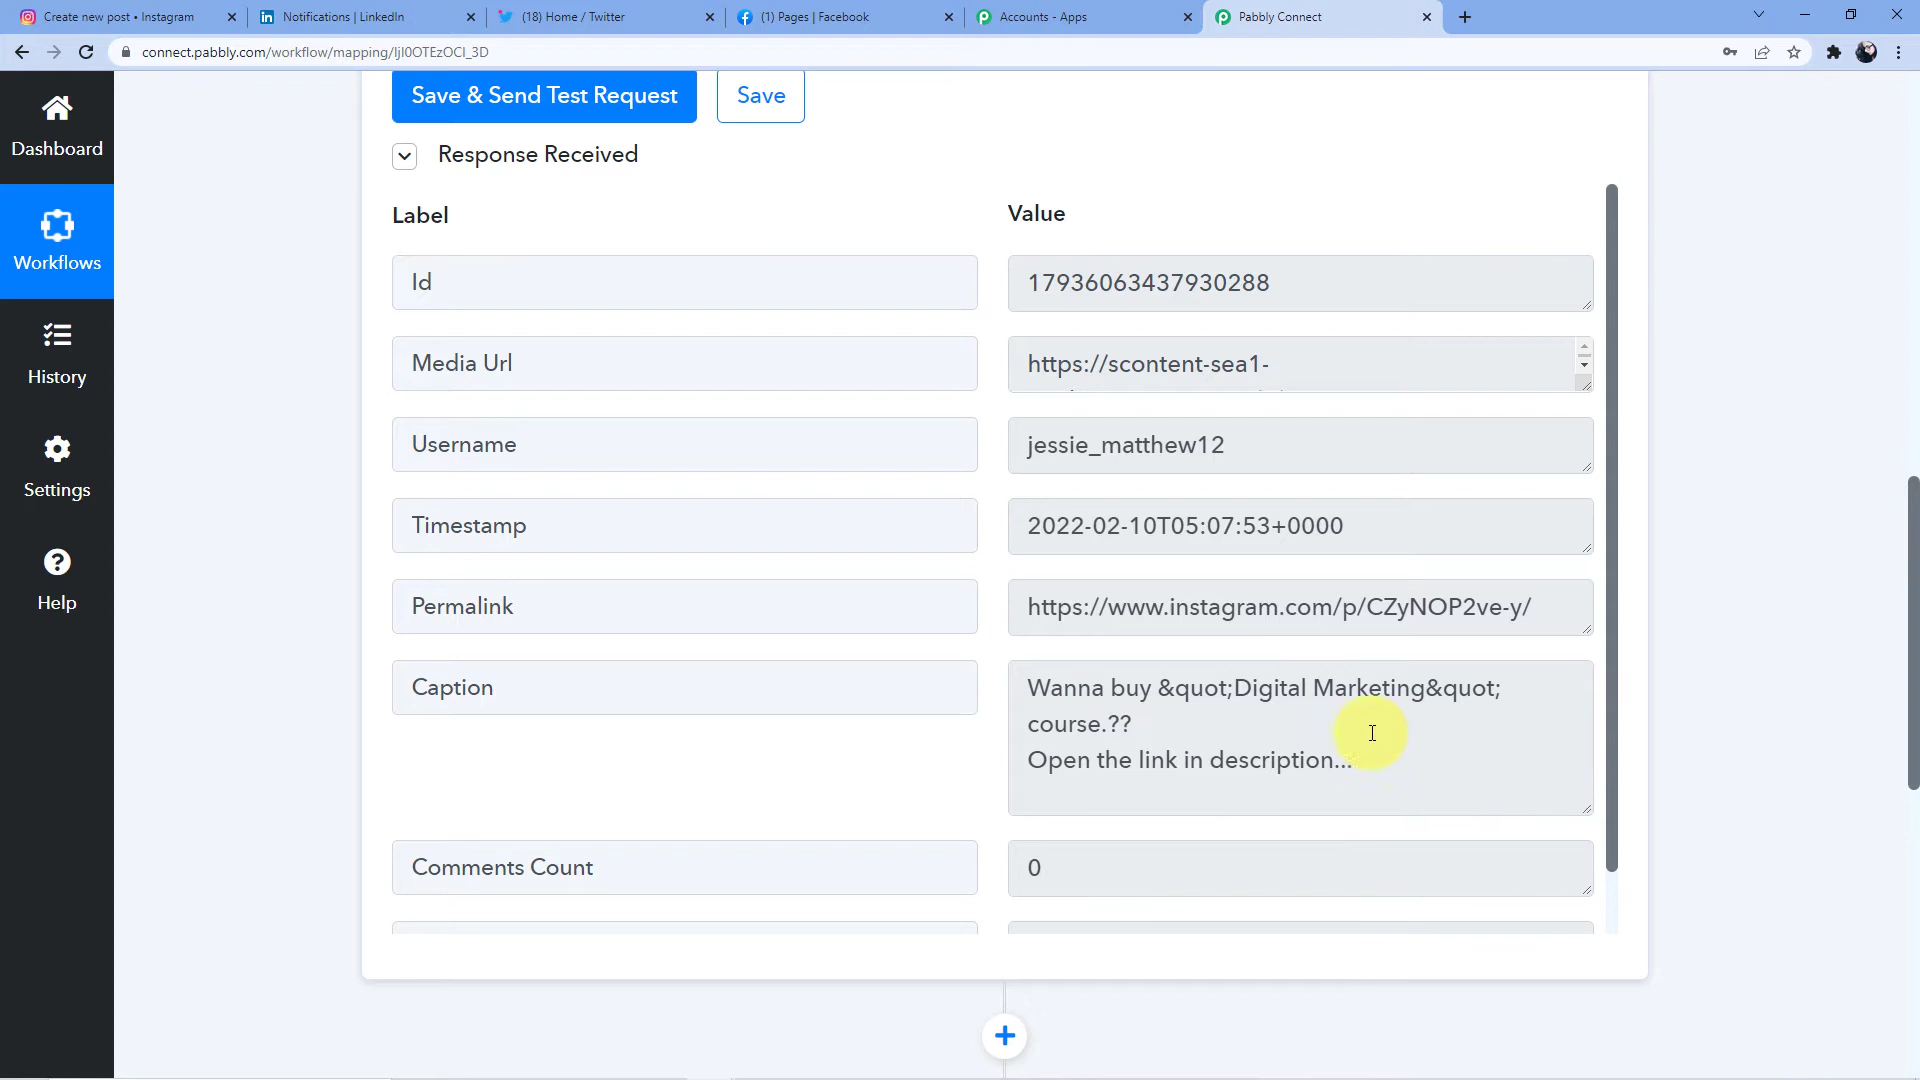 Create new post • Instagram
Notifications | LinkedIn
(18) Home / Twitter
(1) Pages | Facebook
Accounts - Apps
Pabbly Connect
connect.pabbly.com/workflow/mapping/IjI0OTEzOCI_3D
Save & Send Test Request
Save
Dashboard
Response Received
Label
Value
Workflows
Id
17936063437930288
Media Url
https://scontent-sea1-
History
Username
jessie_matthew12
Settings
Timestamp
2022-02-10T05:07:53+0000
Help
Permalink
https://www.instagram.com/p/CZyNOP2ve-y/
Caption
Wanna buy &quot;Digital Marketing&quot;
course.??
Open the link in description...
Comments Count
0